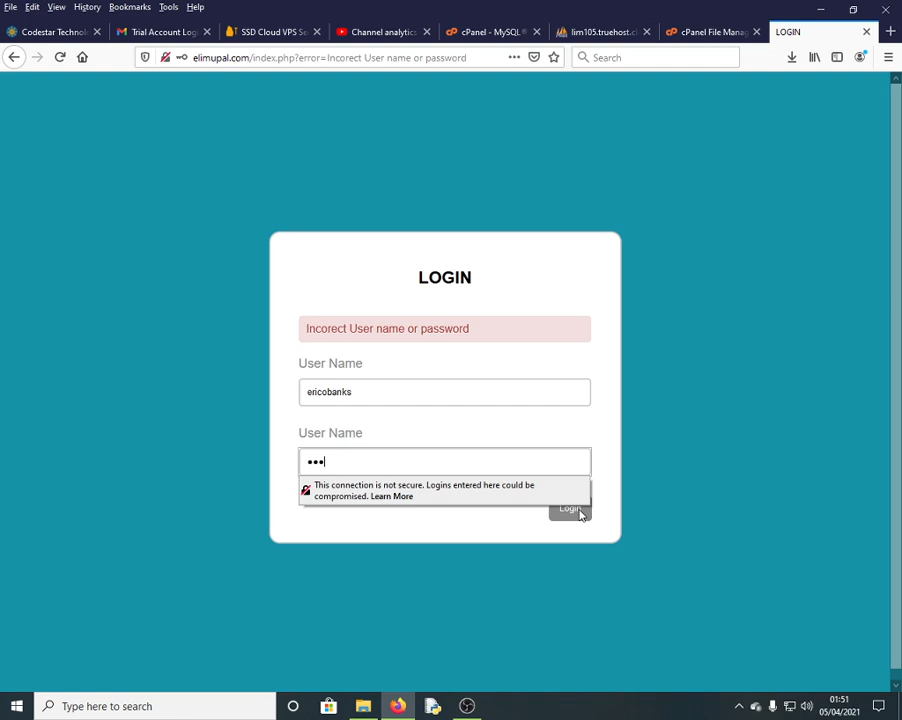 File Edit View History Bookmarks Tools Help
Codestar Technol
Trial Account Logi
SSD Cloud VPS Se
Channel analytics
cPanel - MySQL®
lim105.truehost.cl
cPanel File Manag
LOGIN
elimupal.com/index.php?error=Incorect User name or password
Search
LOGIN
Incorect User name or password
User Name
ericobanks
User Name
•••
This connection is not secure. Logins entered here could be
compromised. Learn More
Login
Type here to search
01:51
05/04/2021